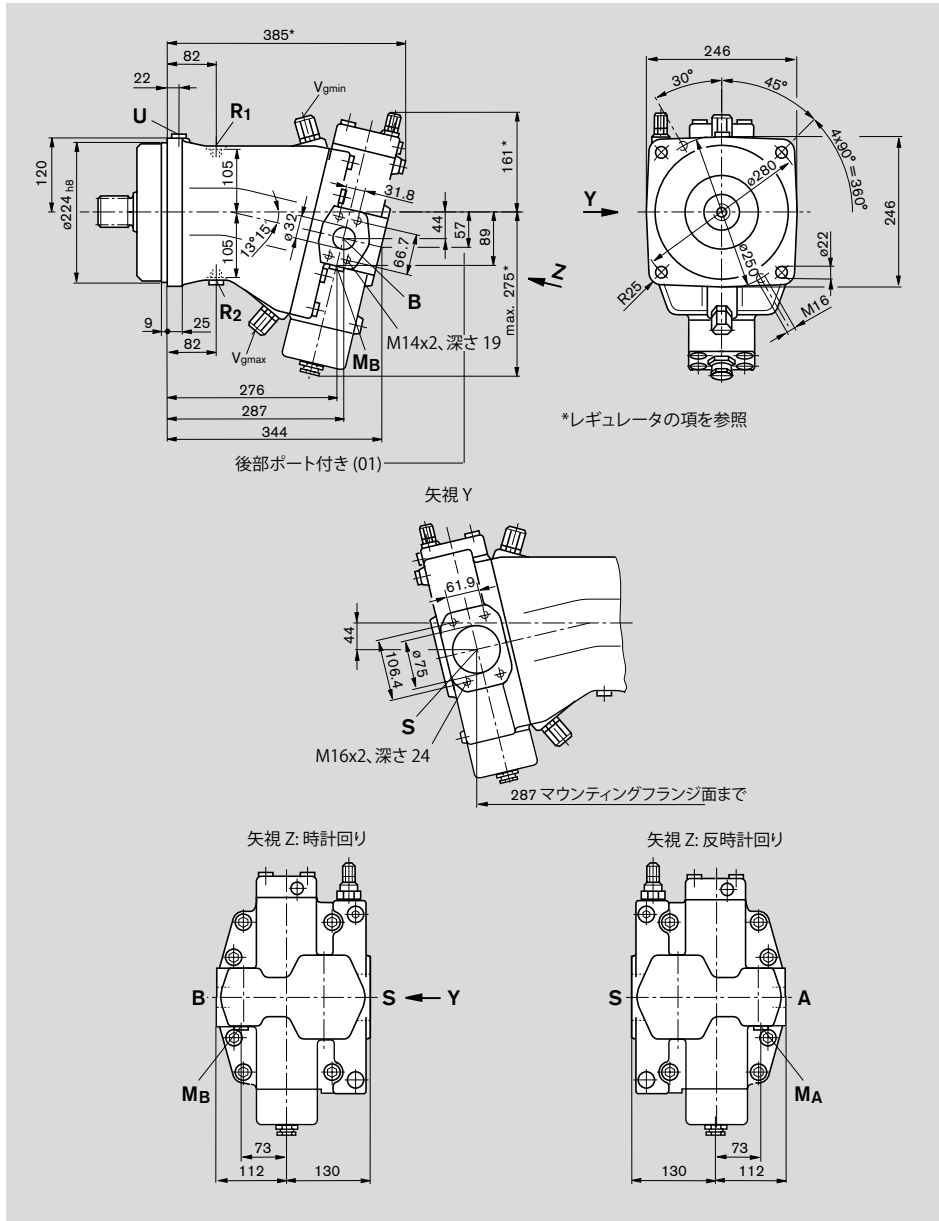 385*
82
22
Vgmin
U
R1
120
ø224 h8
105
105
13°15'
ø32
31.8
44
57
89
66.7
161*
max. 275*
Z
B
R2
9
25
82
Vgmax
MB
M14x2、深さ 19
276
287
344
後部ポート付き (01)
246
30°
45°
4x90°=360°
Y
ø280
246
ø22
ø250
R25
M16
*レギュレータの項を参照
矢視 Y
61.9
44
106.4
ø75
S
M16x2、深さ 24
287 マウンティングフランジ面まで
矢視 Z: 時計回り
B
S
Y
MB
73
112
130
矢視 Z: 反時計回り
S
A
MA
73
130
112